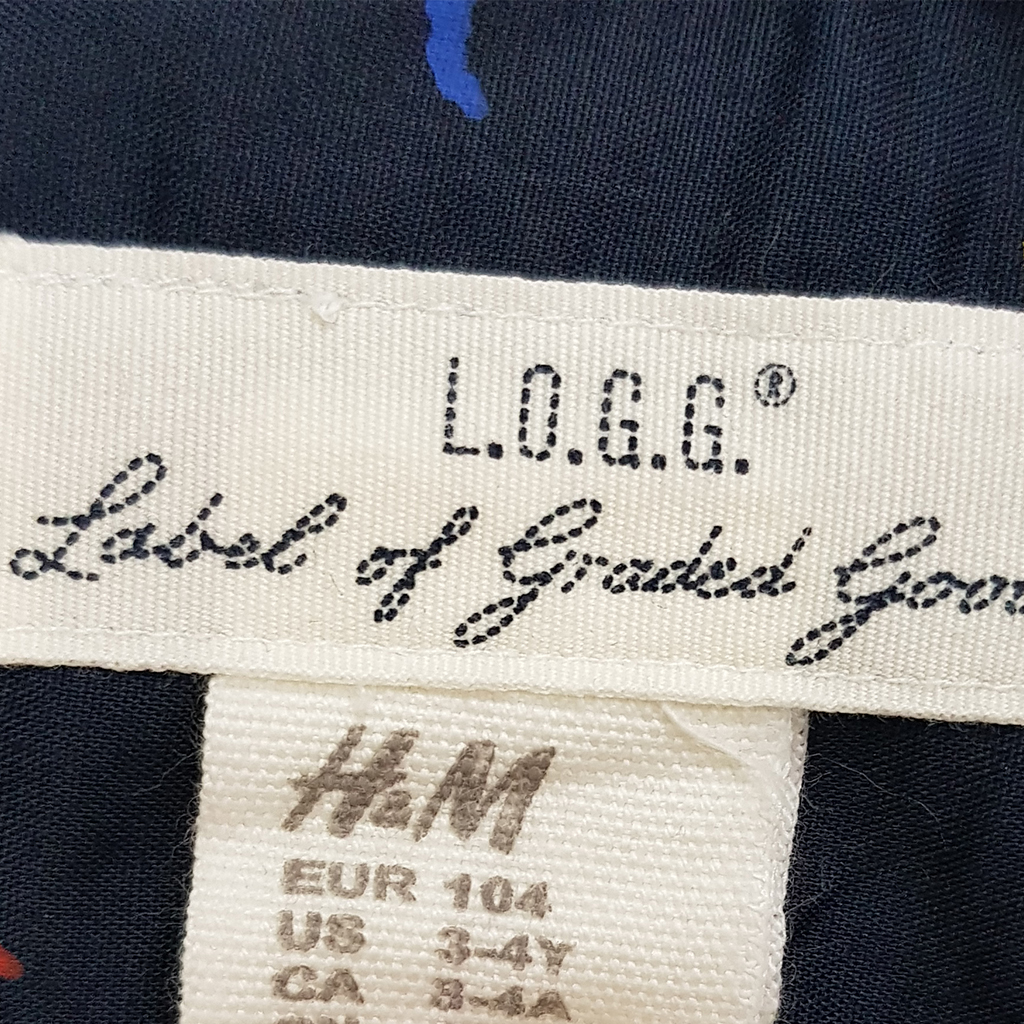 L.O.G.G.®
Label of Graded Goo
H&M
EUR 104
US 3-4Y
CA 3-4A